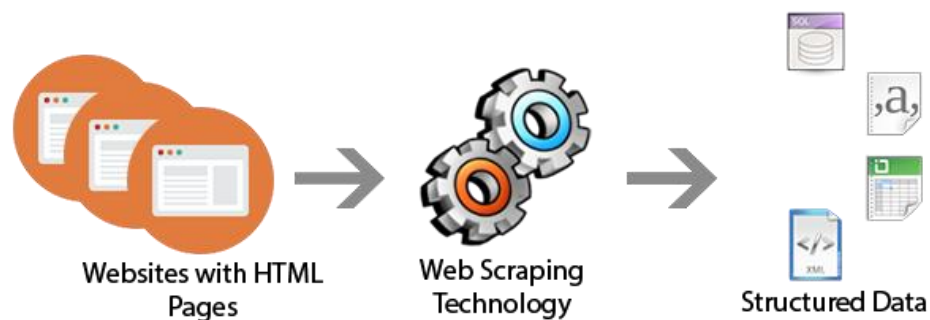 SQL
,a,
</>
XML
Websites with HTML
Pages
Web Scraping
Technology
Structured Data